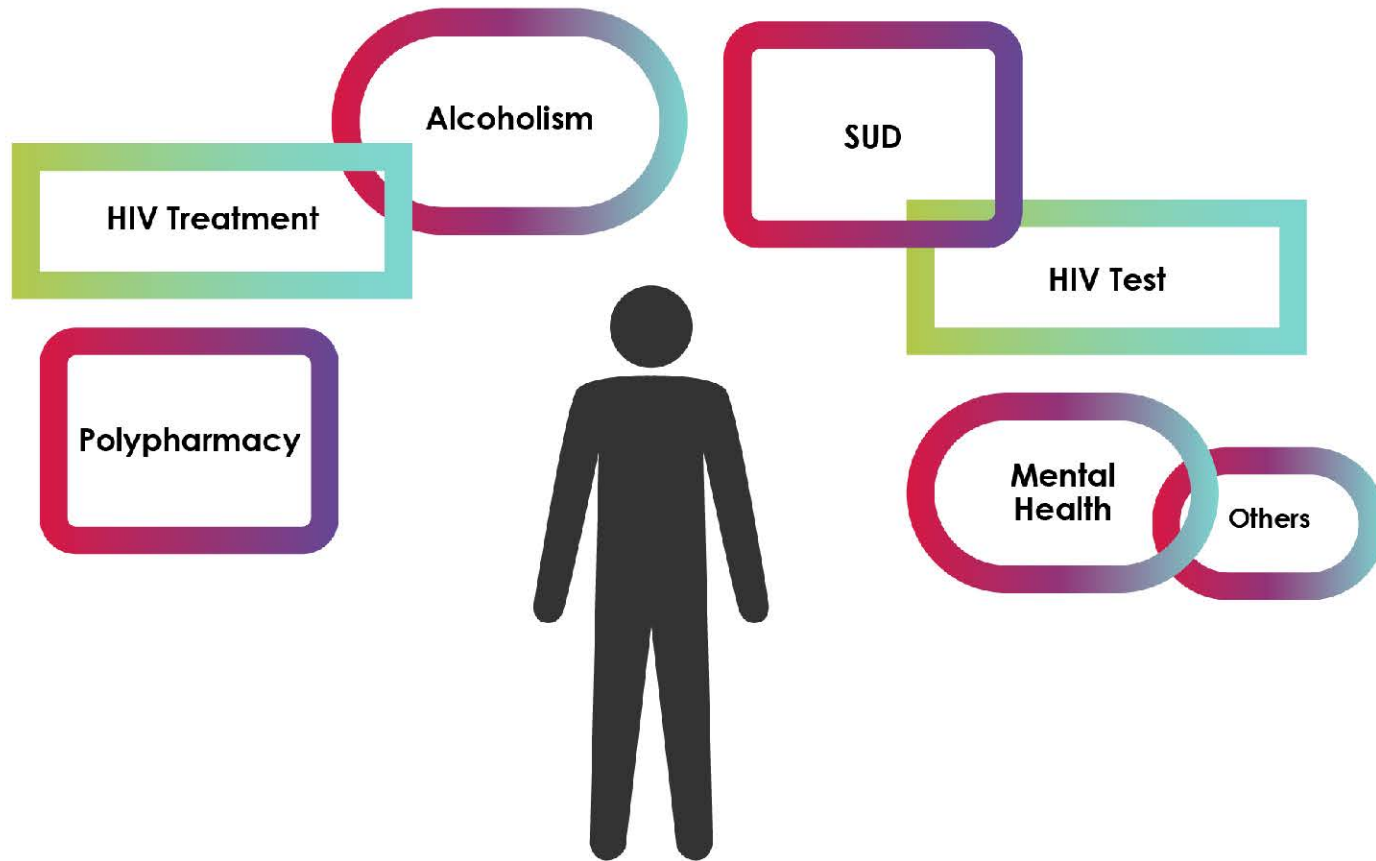 Alcoholism
SUD
HIV Treatment
HIV Test
Polypharmacy
Mental
Health
Others